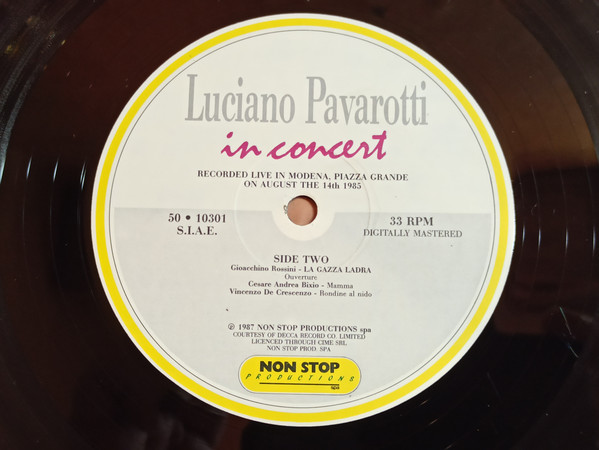 Luciano Pavarotti
in concert
RECORDED LIVE IN MODENA, PIAZZA GRANDE
ON AUGUST THE 14th 1985
50 • 10301
S.I.A.E.
33 RPM
DIGITALLY MASTERED
SIDE TWO
Gioacchino Rossini - LA GAZZA LADRA
Ouverture
Cesare Andrea Bixio - Mamma
Vincenzo De Crescenzo - Rondine al nido
℗ 1987 NON STOP PRODUCTIONS spa
COURTESY OF DECCA RECORD CO. LIMITED
LICENCED THROUGH CIME SRL
NON STOP PROD. SPA
NON STOP
PRODUCTIONS